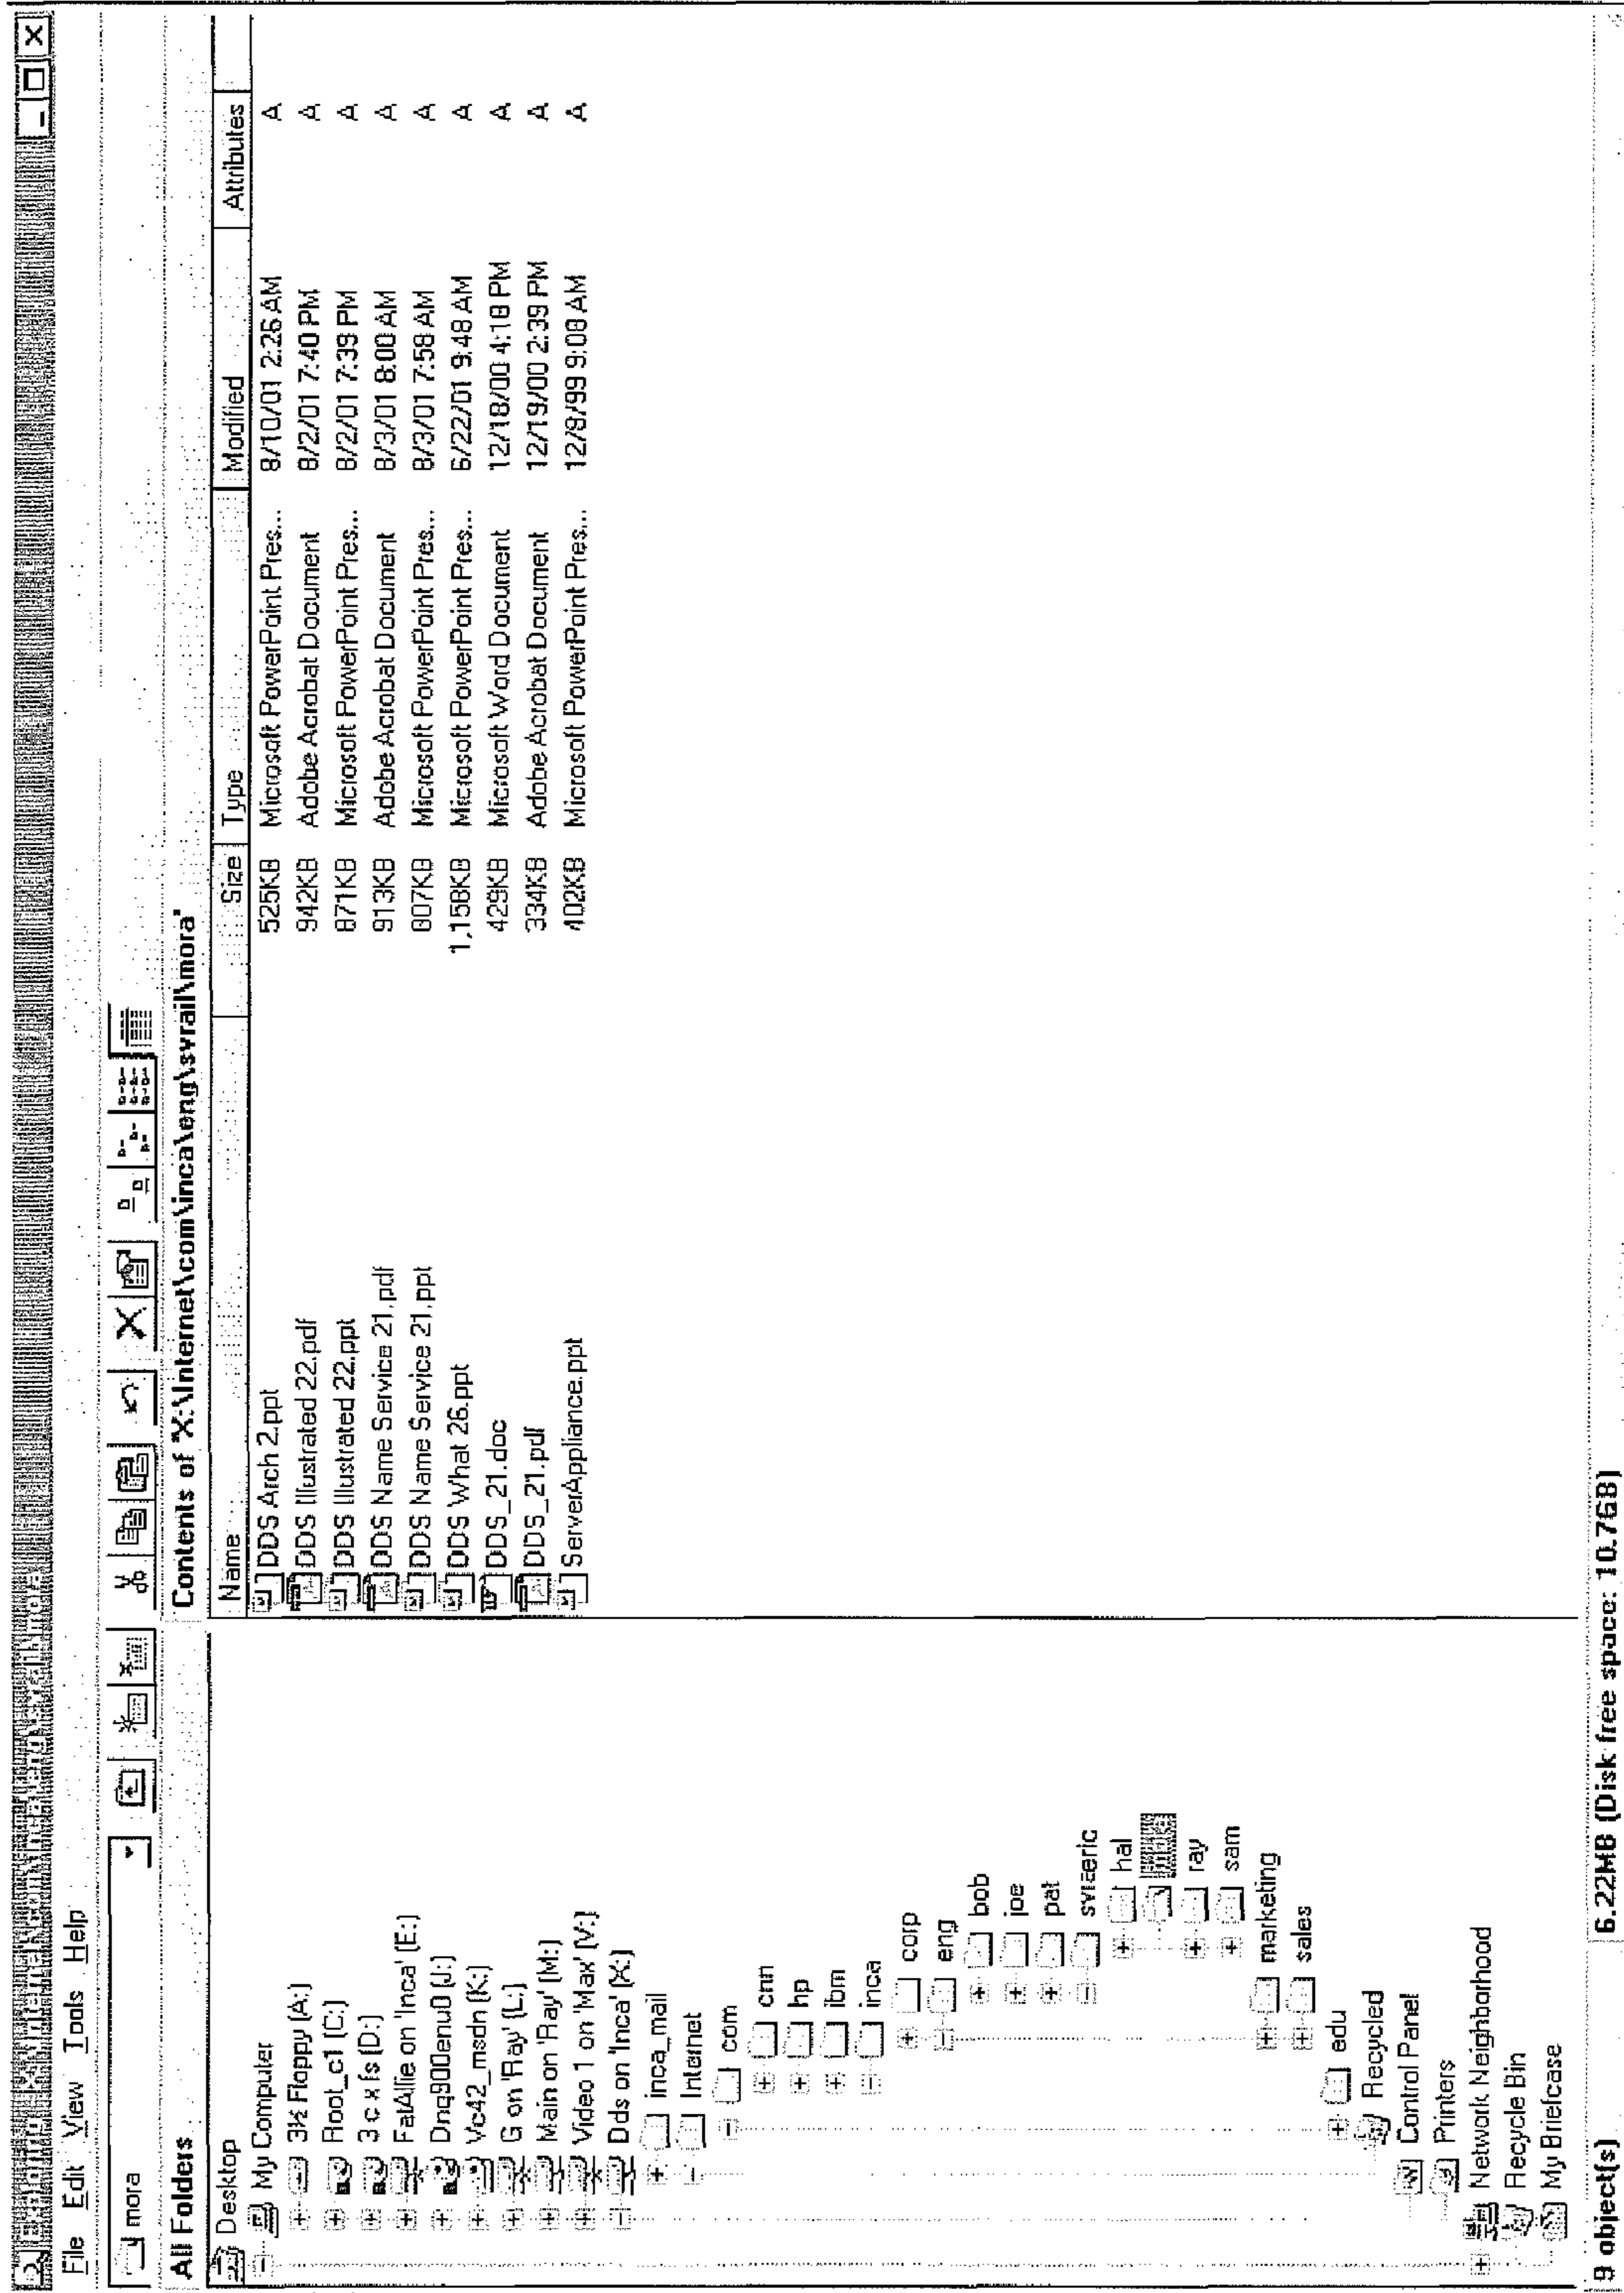 File Edit View Tools Help
mora
All Folders
Contents of 'X:\Internet\com\inca\eng\svrail\mora'
Desktop
My Computer
3½ Floppy (A:)
Root_c1 (C:)
3 c x fs (D:)
FatAllie on 'Inca' (E:)
(J:)
Vc42_msdn (K:)
G on 'Ray' (L:)
Main on 'Ray' (M:)
Video 1 on 'Max' (V:)
Dds on 'Inca' (X:)
inca_mail
Internet
com
cnn
hp
ibm
inca
corp
eng
bob
joe
pat
hal
ray
sam
marketing
sales
edu
Recycled
Control Panel
Printers
Network Neighborhood
Recycle Bin
My Briefcase
Name Size Type Modified Attributes
DDS Arch 2.ppt 525KB Microsoft PowerPoint Pres... 8/10/01 2:26 AM A
DDS Illustrated 22.pdf 942KB Adobe Acrobat Document 8/2/01 7:40 PM A
DDS Illustrated 22.ppt 871KB Microsoft PowerPoint Pres... 8/2/01 7:39 PM A
DDS Name Service 21.pdf 913KB Adobe Acrobat Document 8/3/01 8:00 AM A
DDS Name Service 21.ppt 807KB Microsoft PowerPoint Pres... 8/3/01 7:58 AM A
DDS What 26.ppt 1,158KB Microsoft PowerPoint Pres... 6/22/01 9:48 AM A
DDS_21.doc 429KB Microsoft Word Document 12/18/00 4:18 PM A
DDS_21.pdf 334KB Adobe Acrobat Document 12/19/00 2:39 PM A
ServerAppliance.ppt 402KB Microsoft PowerPoint Pres... 12/8/99 9:08 AM A
9 object(s) 6.22MB (Disk free space: 10.7GB)